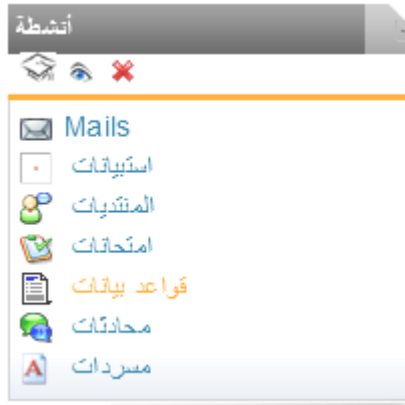 أنشطة
Mails
استبيانات
المنتديات
امتحانات
قواعد بيانات
محادثات
مسردات